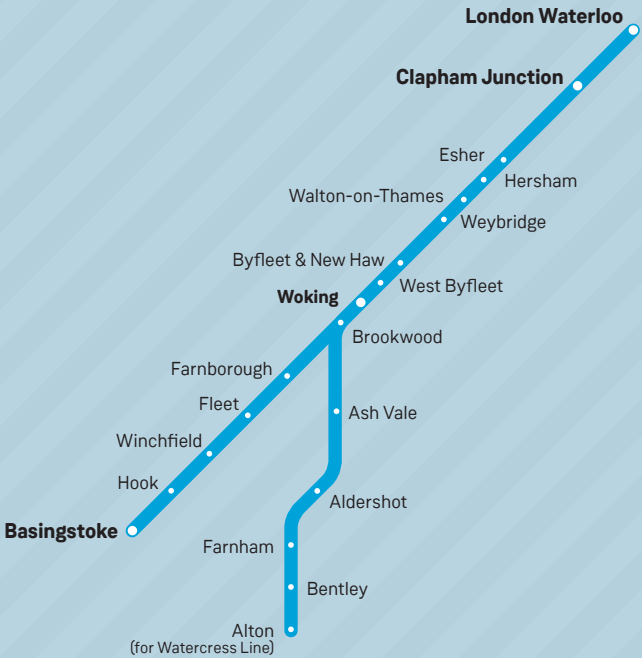 London Waterloo
Clapham Junction
Esher
Hersham
Walton-on-Thames
Weybridge
Byfleet & New Haw
West Byfleet
Woking
Brookwood
Farnborough
Fleet
Ash Vale
Winchfield
Hook
Aldershot
Basingstoke
Farnham
Bentley
Alton
(for Watercress Line)